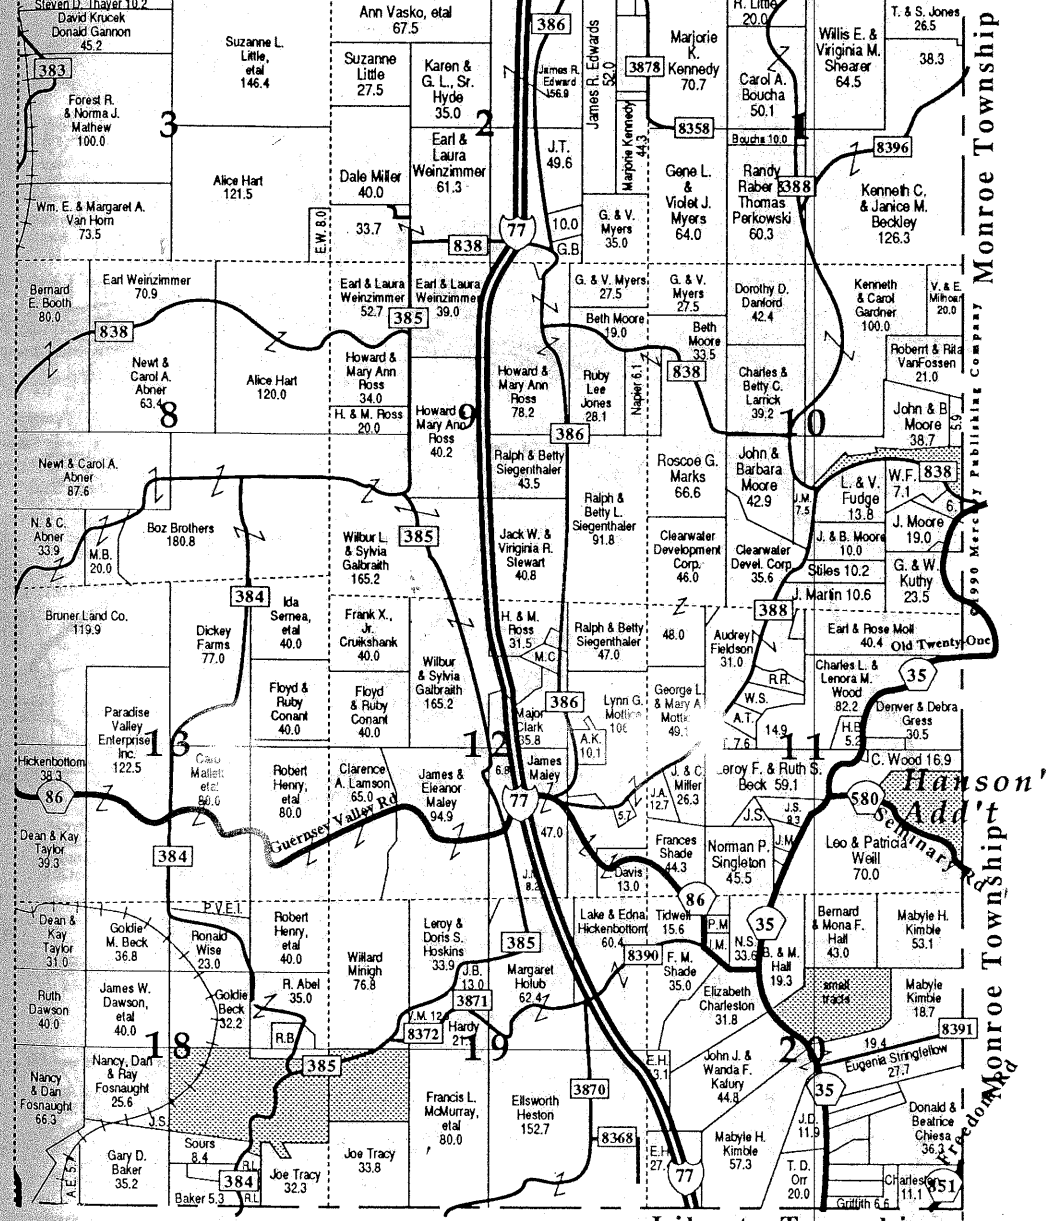 Steven D. Thayer 10.2
David Krucek
Donald Gannon
45.2
383
Forest R.
& Norma J.
Mathew
100.0
Wm. E. & Margaret A.
Van Horn
73.5
Suzanne L.
Little,
etal
146.4
3
Alice Hart
121.5
E.W. 8.0
Ann Vasko, etal
67.5
Suzanne
Little
27.5
Dale Miller
40.0
33.7
Karen &
G. L., Sr.
Hyde
35.0
2
Earl &
Laura
Weinzimmer
61.3
838
77
386
James R.
Edward
156.9
J.T.
49.6
10.0
G.B
James R. Edwards
52.0
3878
Marjorie Kennedy
44.3
G. & V.
Myers
35.0
Marjorie
K.
Kennedy
70.7
8358
Gene L.
&
Violet J.
Myers
64.0
R. Little
20.0
Carol A.
Boucha
50.1
1
Boucha 10.0
Randy
Raber &
Thomas
Perkowski
60.3
388
Willis E. &
Viriginia M.
Shearer
64.5
T. & S. Jones
26.5
38.3
8396
Kenneth C.
& Janice M.
Beckley
126.3
Monroe Township
Bernard
E. Booth
80.0
Earl Weinzimmer
70.9
838
Newt &
Carol A.
Abner
63.4
8
Alice Hart
120.0
Earl & Laura
Weinzimmer
52.7
385
Howard &
Mary Ann
Ross
34.0
H. & M. Ross
20.0
Earl & Laura
Weinzimmer
39.0
9
Howard &
Mary Ann
Ross
40.2
Howard &
Mary Ann
Ross
78.2
G. & V. Myers
27.5
Beth Moore
19.0
Ruby
Lee
Jones
28.1
Napier 6.1
386
G. & V.
Myers
27.5
Beth
Moore
33.5
838
Dorothy D.
Danford
42.4
Charles &
Betty C.
Larrick
39.2
10
Kenneth
& Carol
Gardner
100.0
V. & E.
Milhoan
20.0
Robert & Rita
VanFossen
21.0
John & B
Moore
38.7
5.9
© 1990 Mercury Publishing Company
Newt & Carol A.
Abner
87.6
N. & C.
Abner
33.9
M.B.
20.0
Boz Brothers
180.8
384
Wilbur L.
& Sylvia
Galbraith
165.2
385
Ralph & Betty
Siegenthaler
43.5
Jack W. &
Viriginia R.
Stewart
40.8
Ralph &
Betty L.
Siegenthaler
91.8
Roscoe G.
Marks
66.6
Clearwater
Development
Corp.
46.0
John &
Barbara
Moore
42.9
J.M.
7.5
Clearwater
Devel. Corp.
35.6
L. & V.
Fudge
13.8
W.F.
7.1
838
6.
J. Moore
19.0
J. & B. Moore
10.0
Stiles 10.2
J. Martin 10.6
G. & W.
Kuthy
23.5
388
Bruner Land Co.
119.9
Dickey
Farms
77.0
Ida
Sernea,
etal
40.0
Frank X.,
Jr.
Cruikshank
40.0
Floyd &
Ruby
Conant
40.0
Floyd
& Ruby
Conant
40.0
Wilbur
& Sylvia
Galbraith
165.2
H. & M.
Ross
31.5
M.C.
Ralph & Betty
Siegenthaler
47.0
48.0
Audrey
Fieldson
31.0
Earl & Rose Moll
40.4
Old Twenty-One
35
R.R.
W.S.
A.T.
7.6
14.9
Charles L. &
Lenora M.
Wood
82.2
H.B.
5.2
Denver & Debra
Gress
30.5
C. Wood 16.9
Paradise
Valley
Enterprise
Inc.
122.5
13
12
11
Major
Clark
35.8
386
Lynn G.
A.K.
10.1
George L.
& Mary A.
49.1
Hickenbottom
38.3
86
Dean & Kay
Taylor
39.3
384
Robert
Henry,
etal
80.0
Clarence
A. Lamson
65.0
Guernsey Valley Rd
James &
Eleanor
Maley
94.9
6.8
77
James
Maley
47.0
5.7
J.A.
12.7
J. & C.
Miller
26.3
Leroy F. & Ruth S.
Beck 59.1
J.S.
9.3
J.S.
J.M.
580
Hanson'
Add't
Seminary Rd
Leo & Patricia
Weill
70.0
Frances
Shade
44.3
Norman P.
Singleton
45.5
Davis
13.0
86
8.2
Dean &
Kay
Taylor
31.0
P.V.E.I.
Goldie
M. Beck
36.8
Ronald
Wise
23.0
Robert
Henry,
etal
40.0
Willard
Minigh
76.8
Leroy &
Doris S.
Hoskins
33.9
385
J.B.
13.0
3871
Margaret
Holub
62.4
Lake & Edna
Hickenbottom
60.4
Tidwell
15.6
8390
P.M
J.M.
F. M.
Shade
35.0
N.S.
33.6
35
B. & M.
Hall
19.3
Bernard
& Mona F.
Hall
43.0
Mabyle H.
Kimble
53.1
small
tracts
Mabyle
Kimble
18.7
8391
Monroe Township
Ruth
Dawson
40.0
James W.
Dawson,
etal
40.0
Goldie
Beck
32.2
R. Abel
35.0
R.B
V.M. 12.
8372
Hardy
Elizabeth
Charleston
31.8
18
19
20
19.4
Eugenia Stringfellow
27.7
Nancy
& Dan
Fosnaught
66.3
Nancy, Dan
& Ray
Fosnaught
25.6
J.S.
385
Francis L.
McMurray,
etal
80.0
Ellsworth
Heston
152.7
3870
8368
E.H.
3.1
John J. &
Wanda F.
Kafury
44.8
35
J.D.
11.9
Donald &
Beatrice
Chiesa
36.3
Freedom Rd
A.E. 5.7
Gary D.
Baker
35.2
Sours
8.4
384
R.L.
R.L
Baker 5.3
Joe Tracy
32.3
Joe Tracy
33.8
E.H.
27.
77
Mabyle H.
Kimble
57.3
T. D.
Orr
20.0
Charleston
11.1
851
Griffith 6.6